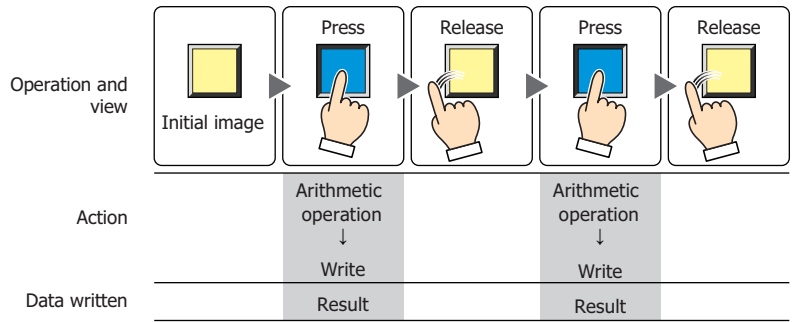 Press Release Press Release
Operation and
view
Initial image
Action
Arithmetic Arithmetic
operation operation
↓ ↓
Write Write
Data written Result Result